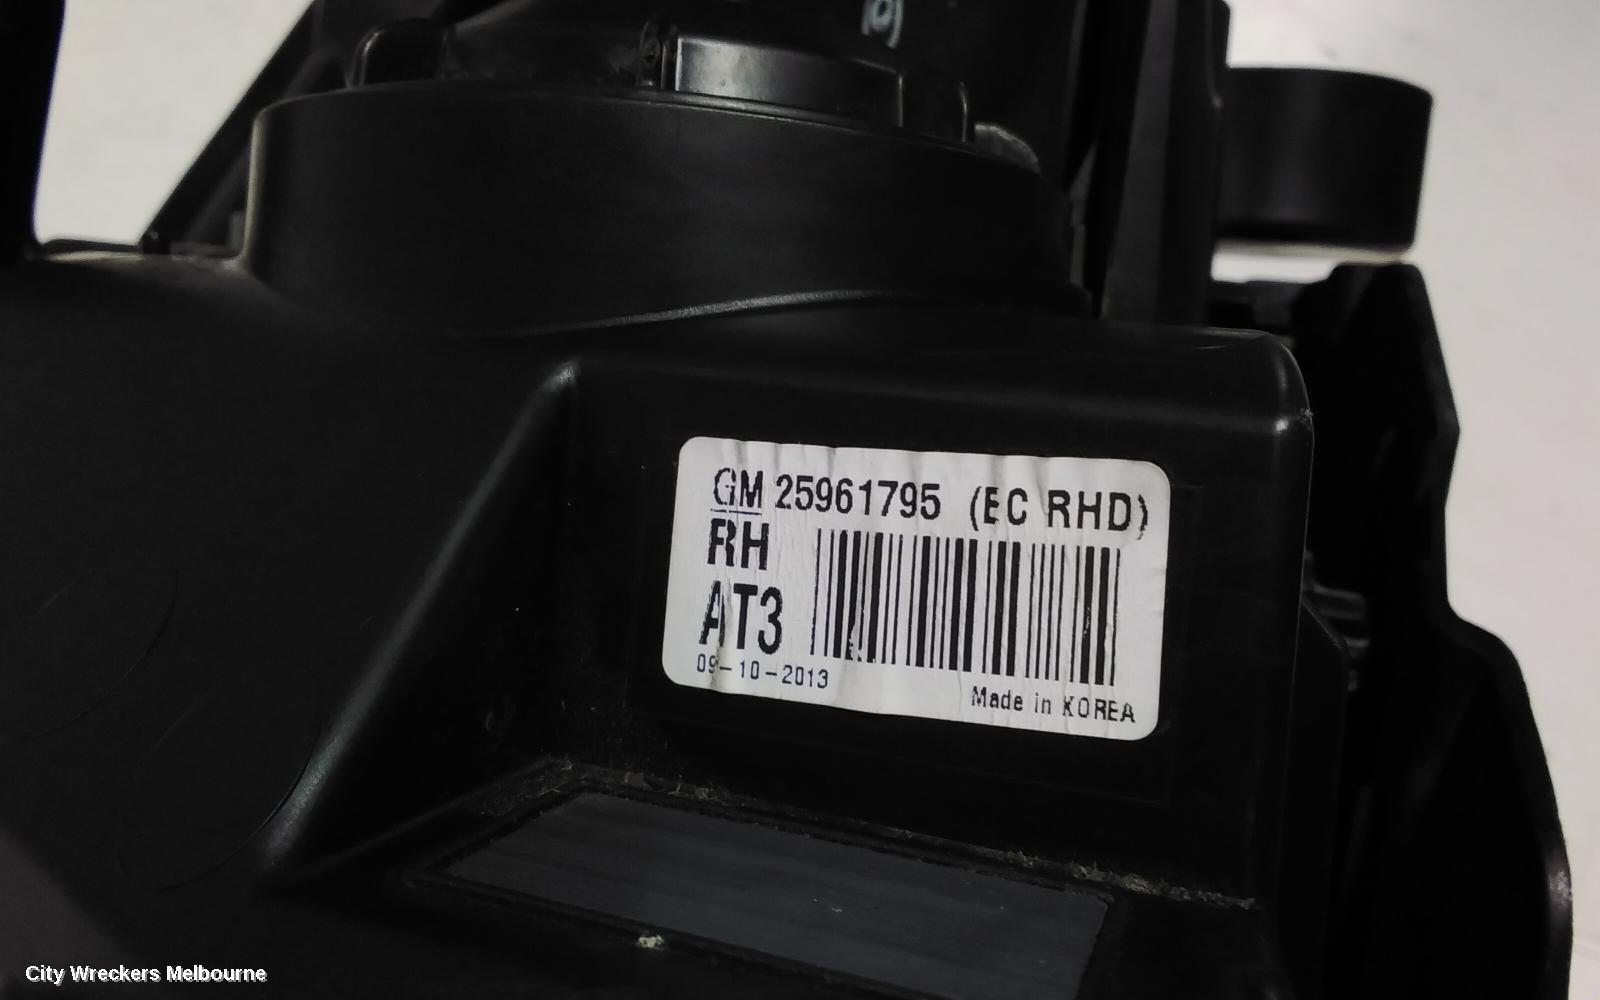 GM 25961795 (EC RHD)
RH
AT3
09-10-2013
Made in KOREA
City Wreckers Melbourne